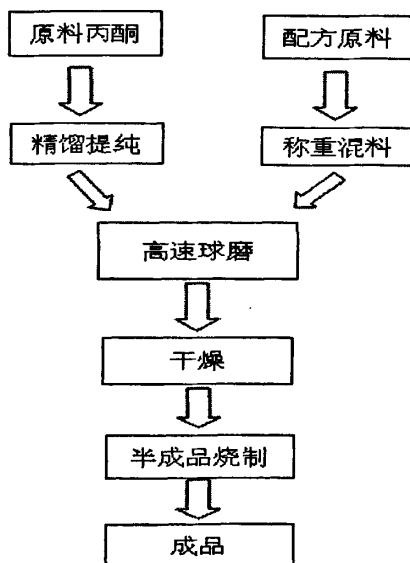 原料丙酮
配方原料
精馏提纯
称重混料
高速球磨
干燥
半成品烧制
成品